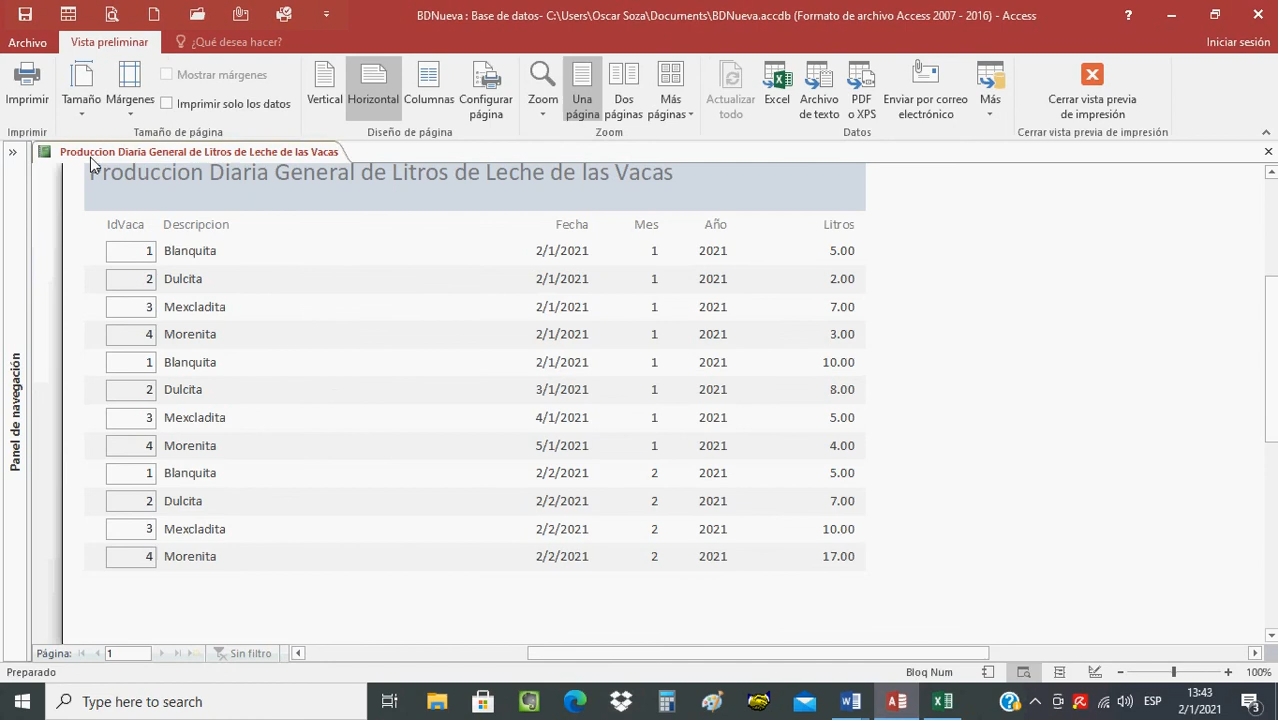 BDNueva : Base de datos- C:\Users\Oscar Soza\Documents\BDNueva.accdb (Formato de archivo Access 2007 - 2016) - Access
?
Archivo Vista preliminar ¿Qué desea hacer? Iniciar sesión
Imprimir
Tamaño
Márgenes
Mostrar márgenes
Imprimir solo los datos
Vertical
Horizontal
Columnas
Configurar página
Zoom
Una página
Dos páginas
Más páginas
Actualizar todo
Excel
Archivo de texto
PDF o XPS
Enviar por correo electrónico
Más
Cerrar vista previa de impresión
Imprimir Tamaño de página Diseño de página Zoom Datos Cerrar vista previa de impresión
Produccion Diaria General de Litros de Leche de las Vacas
Panel de navegación
Produccion Diaria General de Litros de Leche de las Vacas
IdVaca Descripcion Fecha Mes Año Litros
1 Blanquita 2/1/2021 1 2021 5.00
2 Dulcita 2/1/2021 1 2021 2.00
3 Mexcladita 2/1/2021 1 2021 7.00
4 Morenita 2/1/2021 1 2021 3.00
1 Blanquita 2/1/2021 1 2021 10.00
2 Dulcita 3/1/2021 1 2021 8.00
3 Mexcladita 4/1/2021 1 2021 5.00
4 Morenita 5/1/2021 1 2021 4.00
1 Blanquita 2/2/2021 2 2021 5.00
2 Dulcita 2/2/2021 2 2021 7.00
3 Mexcladita 2/2/2021 2 2021 10.00
4 Morenita 2/2/2021 2 2021 17.00
Página: 1 Sin filtro
Preparado Bloq Num 100%
Type here to search ESP 13:43
2/1/2021 3